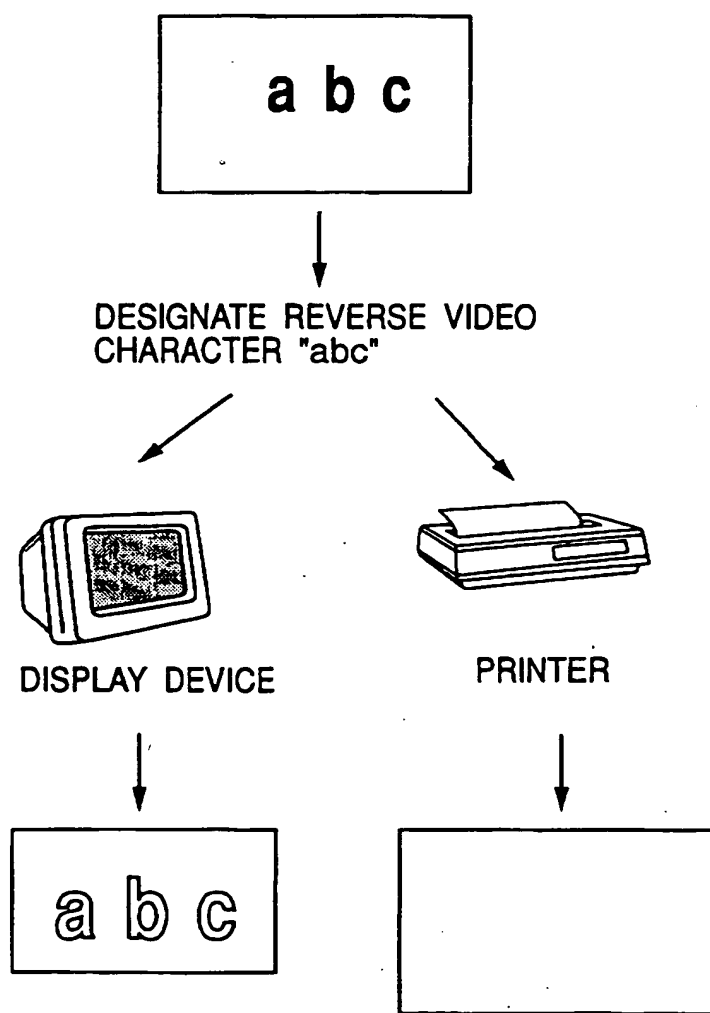 a b c
DESIGNATE REVERSE VIDEO
CHARACTER "abc"
DISPLAY DEVICE
PRINTER
a b c